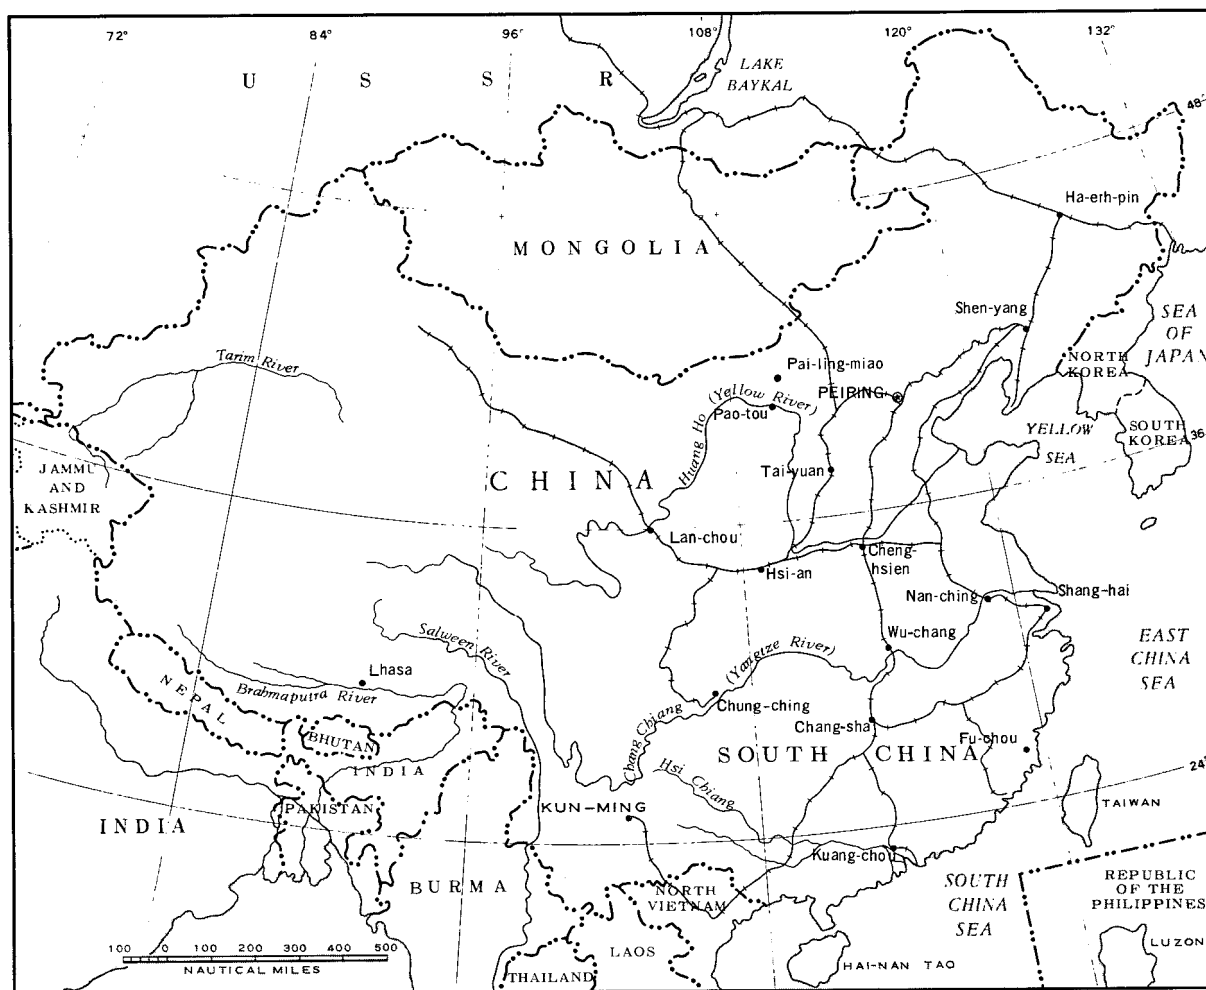 72° 84° 96° 108° 120° 132°
U S S R
LAKE
BAYKAL
48°
Ha-erh-pin
MONGOLIA
Shen-yang
SEA
OF
JAPAN
Tarim River
NORTH
KOREA
Pai-ling-miao
PEIRING
Pao-tou
Huang Ho (Yellow River)
YELLOW
SEA
SOUTH
KOREA
36°
Tai-yuan
CHINA
JAMMU
AND
KASHMIR
Lan-chou
Hsi-an
Cheng-
hsien
Nan-ching
Shang-hai
Salween River
Wu-chang
EAST
CHINA
SEA
Lhasa
Brahmaputra River
NEPAL
Chang Chiang (Yangtze River)
Chung-ching
Chang-sha
BHUTAN
SOUTH CHINA
Fu-chou
INDIA
Hsi Chiang
24°
PAKISTAN
KUN-MING
TAIWAN
INDIA
Kuang-chou
BURMA
NORTH
VIETNAM
SOUTH
CHINA
SEA
REPUBLIC
OF THE
PHILIPPINES
100 0 100 200 300 400 500
NAUTICAL MILES
LAOS
THAILAND
HAI-NAN TAO
LUZON